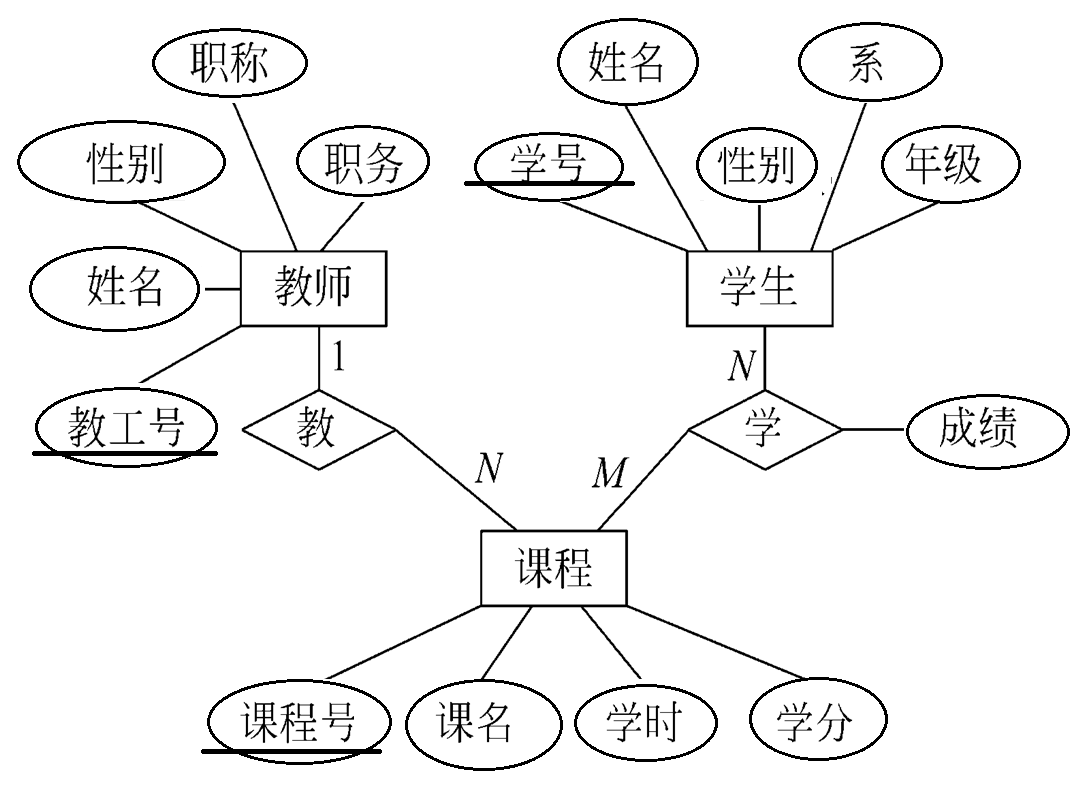 职称
姓名
系
性别
职务
学号
性别
年级
姓名
教师
学生
1
N
教工号
教
学
成绩
N
M
课程
课程号
课名
学时
学分